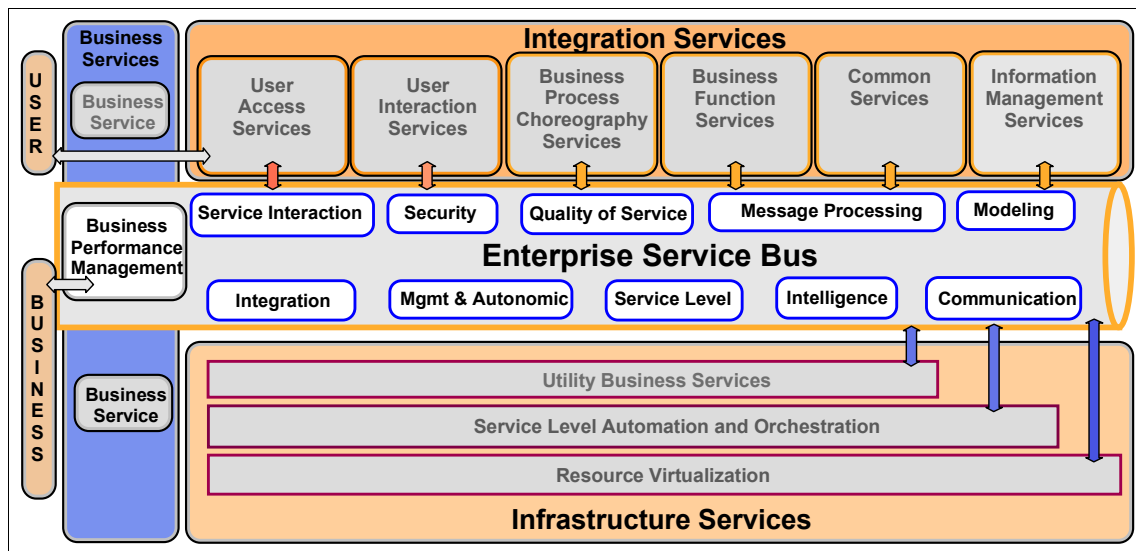 USER
BUSINESS
Business
Services
Business
Service
Business
Performance
Management
Business
Service
Integration Services
User
Access
Services
User
Interaction
Services
Business
Process
Choreography
Services
Business
Function
Services
Common
Services
Information
Management
Services
Service Interaction
Security
Quality of Service
Message Processing
Modeling
Enterprise Service Bus
Integration
Mgmt & Autonomic
Service Level
Intelligence
Communication
Utility Business Services
Service Level Automation and Orchestration
Resource Virtualization
Infrastructure Services